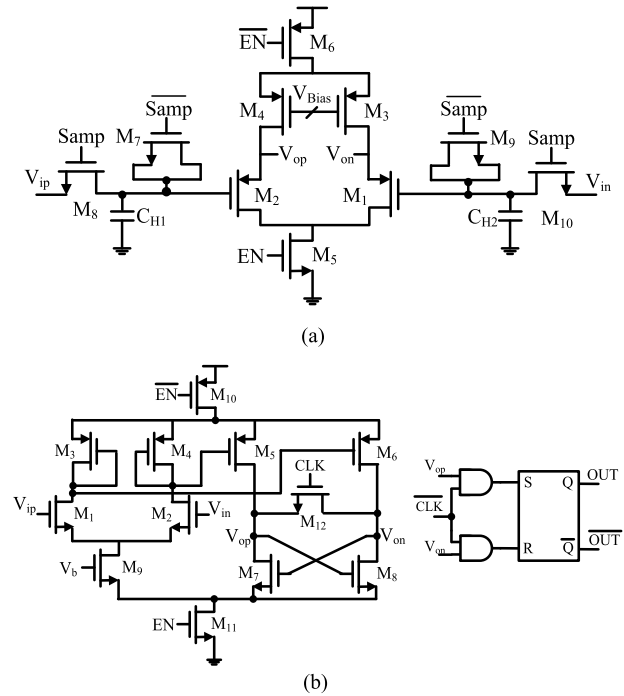 EN M6
Samp
VBias
Samp
Samp M7 M4 M3 M9 Samp
Vop Von
Vip M8 CH1 M2 M1 CH2 M10 Vin
EN M5
(a)
EN M10
M3 M4 M5 M6
CLK
Vip M1 M2 Vin M12
Vop Von
Vb M9 M7 M8
EN M11
Vop S Q OUT
CLK
Von R Q OUT
(b)